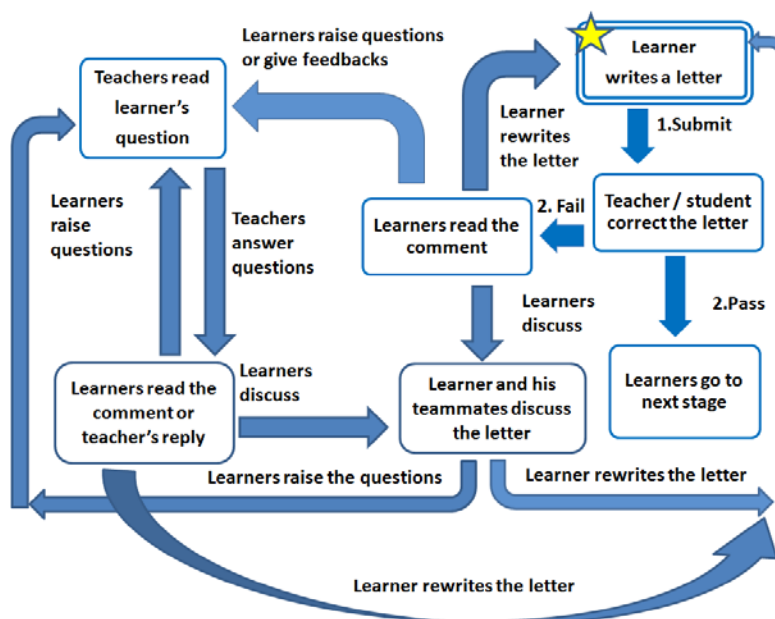 Learners raise questions
or give feedbacks
Learner
writes a letter
Teachers read
learner's
question
1.Submit
Learner
rewrites
the letter
Learners
raise
questions
Teachers
answer
questions
Learners read the
comment
2. Fail
Teacher / student
correct the letter
Learners
discuss
2.Pass
Learners read the
comment or
teacher's reply
Learners
discuss
Learner and his
teammates discuss
the letter
Learners go to
next stage
Learners raise the questions
Learner rewrites the letter
Learner rewrites the letter